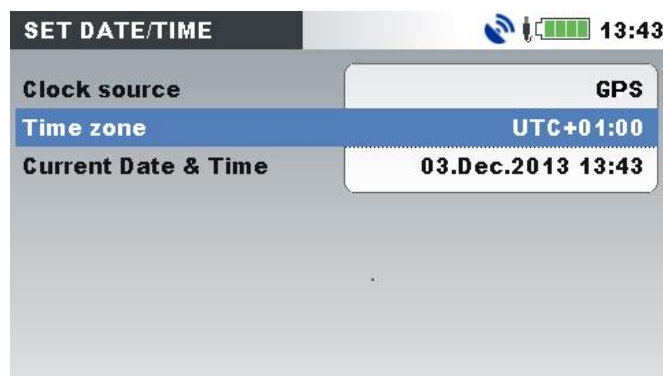 SET DATE/TIME 13:43
Clock source GPS
Time zone UTC+01:00
Current Date & Time 03.Dec.2013 13:43